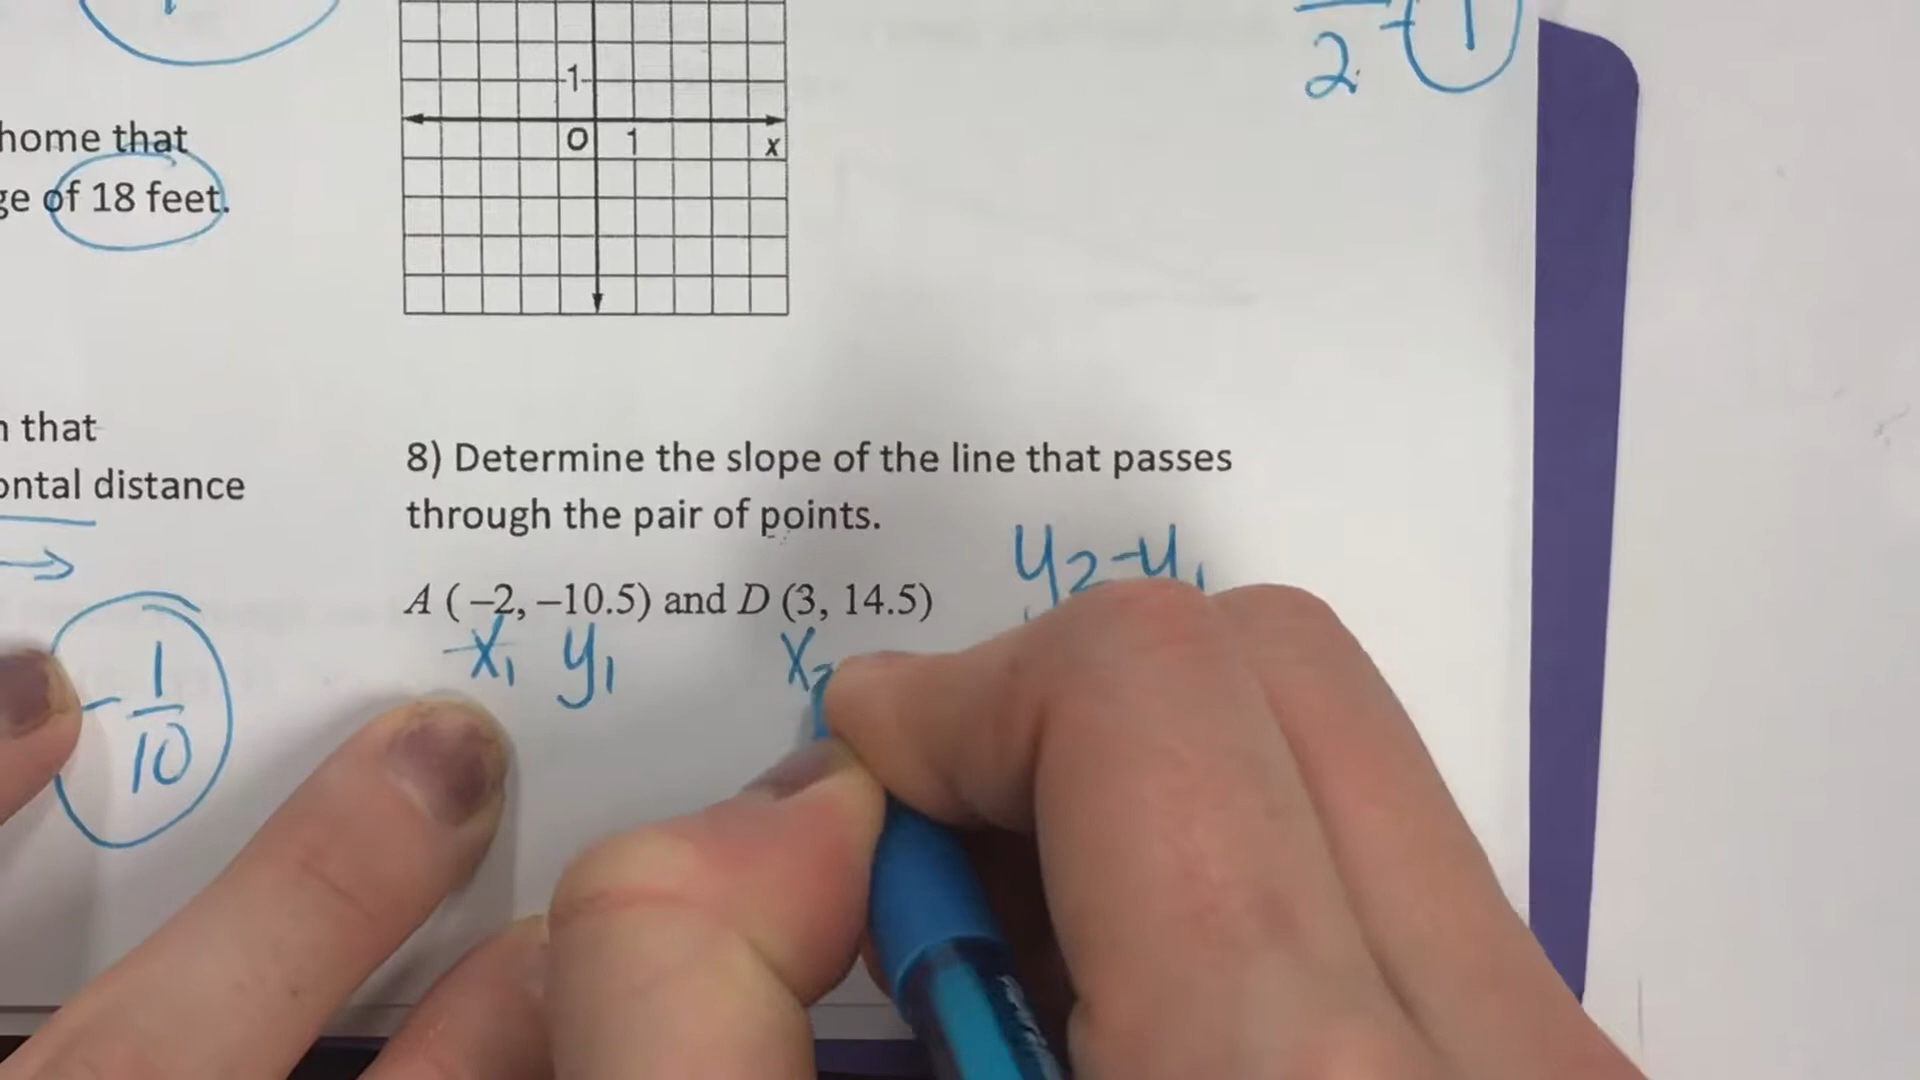 2 - 1
1
0 1 x
home that
ge of 18 feet.
n that
ontal distance
- 1
10
8) Determine the slope of the line that passes
through the pair of points.
y2-y1
A (−2, −10.5) and D (3, 14.5)
x1 y1 x2